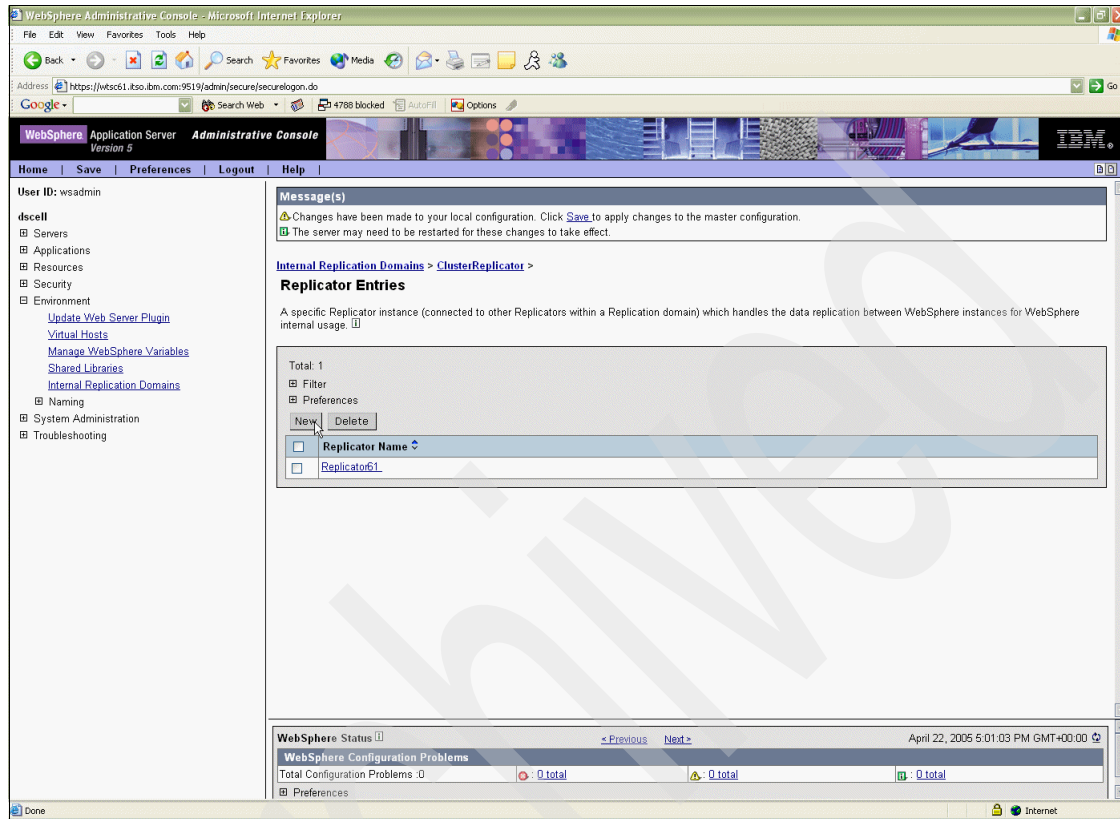 WebSphere Administrative Console - Microsoft Internet Explorer
File Edit View Favorites Tools Help
Back Search Favorites Media
Address https://wtsc61.itso.ibm.com:9519/admin/secure/securelogon.do Go
Google Search Web 4788 blocked AutoFill Options
WebSphere Application Server Administrative Console
Version 5
IBM
Home | Save | Preferences | Logout | Help |
User ID: wsadmin
dscell
Servers
Applications
Resources
Security
Environment
Update Web Server Plugin
Virtual Hosts
Manage WebSphere Variables
Shared Libraries
Internal Replication Domains
Naming
System Administration
Troubleshooting
Message(s)
Changes have been made to your local configuration. Click Save to apply changes to the master configuration.
The server may need to be restarted for these changes to take effect.
Internal Replication Domains > ClusterReplicator >
Replicator Entries
A specific Replicator instance (connected to other Replicators within a Replication domain) which handles the data replication between WebSphere instances for WebSphere
internal usage.
Total: 1
Filter
Preferences
New Delete
Replicator Name
Replicator61
WebSphere Status < Previous Next > April 22, 2005 5:01:03 PM GMT+00:00
WebSphere Configuration Problems
Total Configuration Problems :0 : 0 total : 0 total : 0 total
Preferences
Done Internet